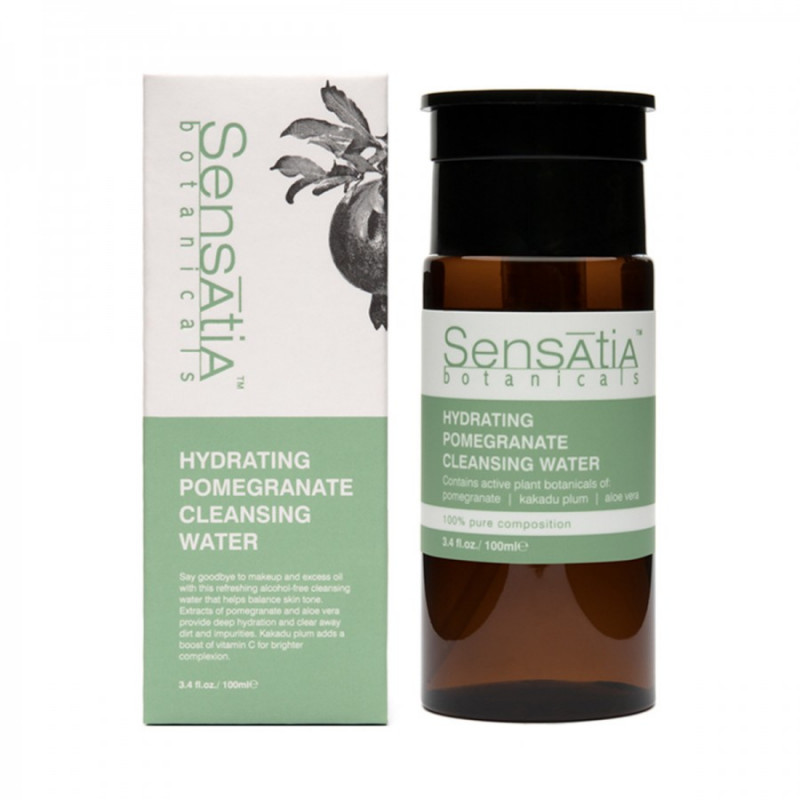 SensAtiA™
botanicals
HYDRATING
POMEGRANATE
CLEANSING
WATER
Say goodbye to makeup and excess oil
with this refreshing alcohol-free cleansing
water that helps balance skin tone.
Extracts of pomegranate and aloe vera
provide deep hydration and clear away
dirt and impurities. Kakadu plum adds a
boost of vitamin C for brighter
complexion.
3.4 fl.oz./ 100ml℮
SensAtiA™
botanicals
HYDRATING
POMEGRANATE
CLEANSING WATER
Contains active plant botanicals of:
pomegranate | kakadu plum | aloe vera
100% pure composition
3.4 fl.oz./ 100ml℮